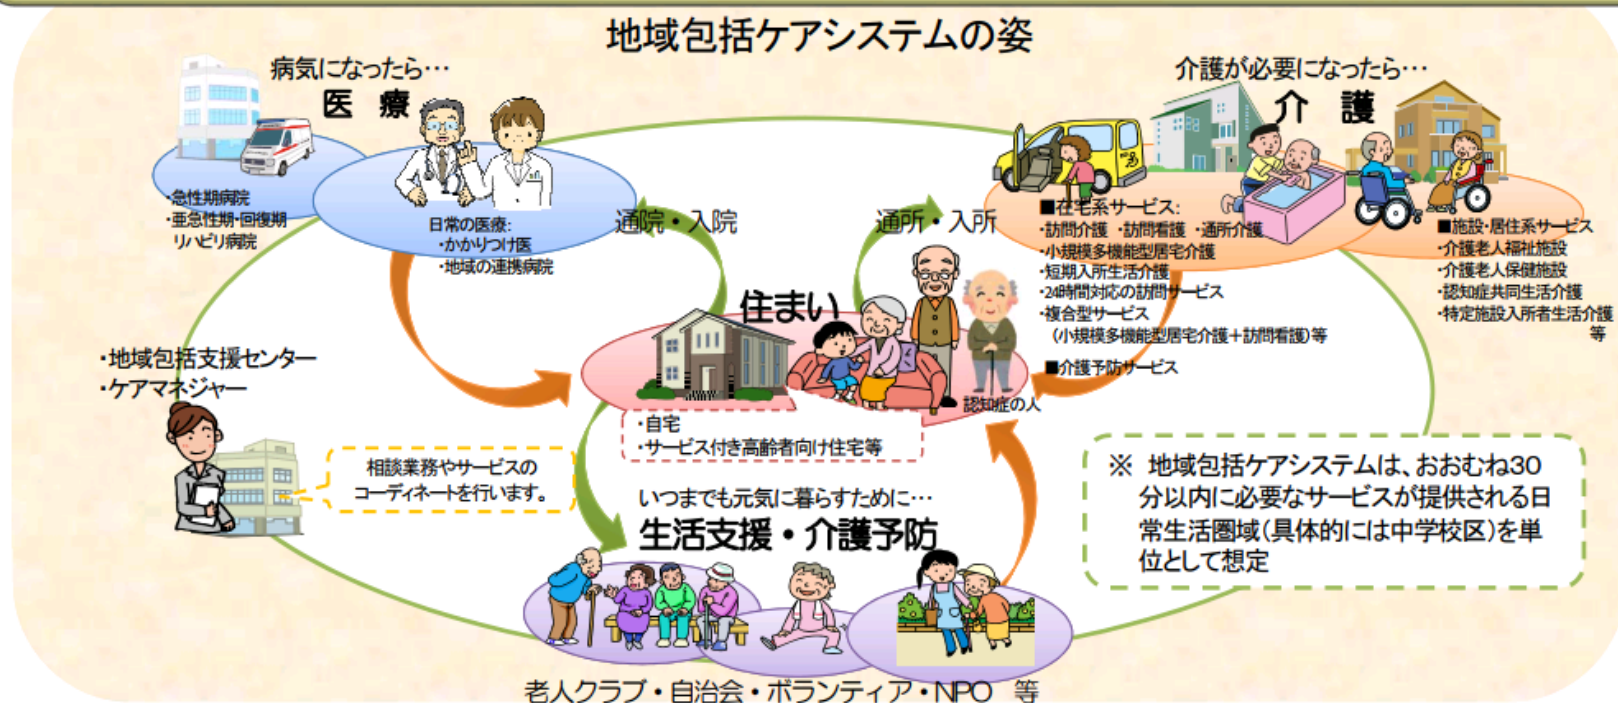 地域包括ケアシステムの姿
病気になったら…
医　療
・急性期病院
・亜急性期・回復期
リハビリ病院
日常の医療:
・かかりつけ医
・地域の連携病院
通院・入院
通所・入所
介護が必要になったら…
介　護
■在宅系サービス:
・訪問介護　・訪問看護　・通所介護
・小規模多機能型居宅介護
・短期入所生活介護
・24時間対応の訪問サービス
・複合型サービス
（小規模多機能型居宅介護＋訪問看護）等
■介護予防サービス
■施設・居住系サービス
・介護老人福祉施設
・介護老人保健施設
・認知症共同生活介護
・特定施設入所者生活介護
等
住まい
認知症の人
・自宅
・サービス付き高齢者向け住宅等
・地域包括支援センター
・ケアマネジャー
相談業務やサービスの
コーディネートを行います。
いつまでも元気に暮らすために…
生活支援・介護予防
老人クラブ・自治会・ボランティア・NPO　等
※　地域包括ケアシステムは、おおむね30
分以内に必要なサービスが提供される日
常生活圏域（具体的には中学校区）を単
位として想定